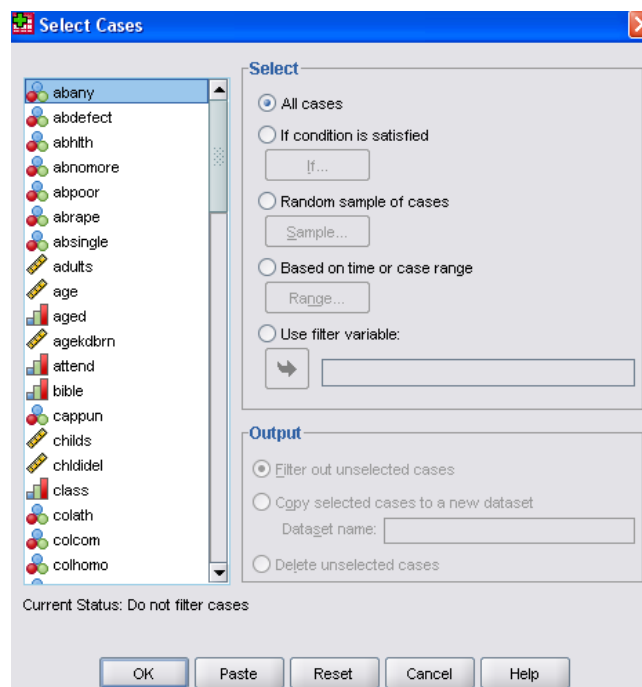 Select Cases
abany
abdefect
abhlth
abnomore
abpoor
abrape
absingle
adults
age
aged
agekdbrn
attend
bible
cappun
childs
chldidel
class
colath
colcom
colhomo
Select
All cases
If condition is satisfied
If...
Random sample of cases
Sample...
Based on time or case range
Range...
Use filter variable:
Output
Filter out unselected cases
Copy selected cases to a new dataset
Dataset name:
Delete unselected cases
Current Status: Do not filter cases
OK Paste Reset Cancel Help